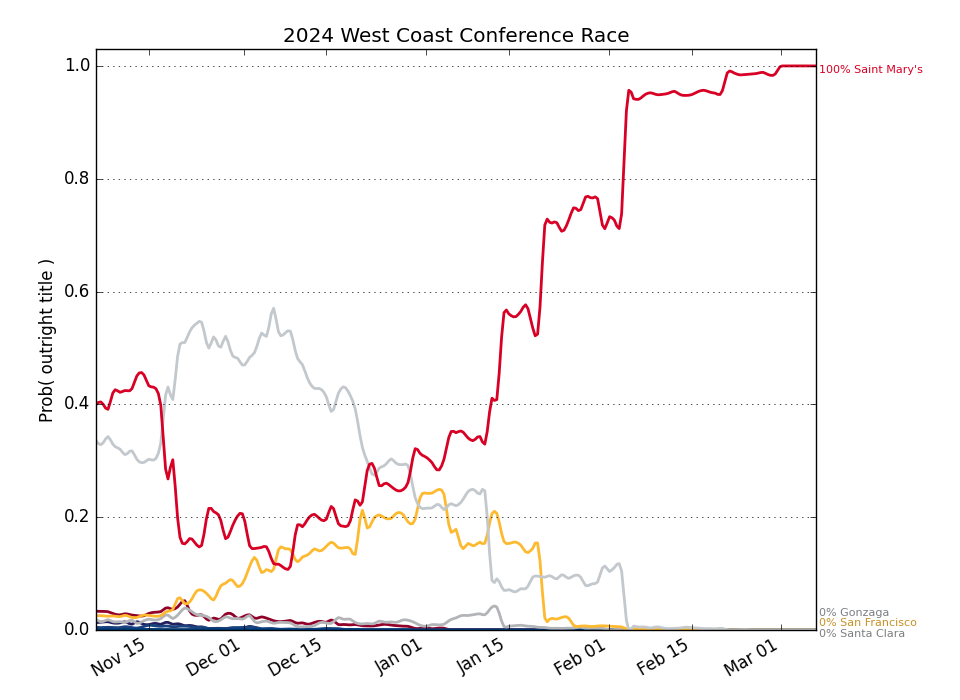 2024 West Coast Conference Race
Prob( outright title )
1.0
0.8
0.6
0.4
0.2
0.0
Nov 15
Dec 01
Dec 15
Jan 01
Jan 15
Feb 01
Feb 15
Mar 01
100% Saint Mary's
0% Gonzaga
0% San Francisco
0% Santa Clara